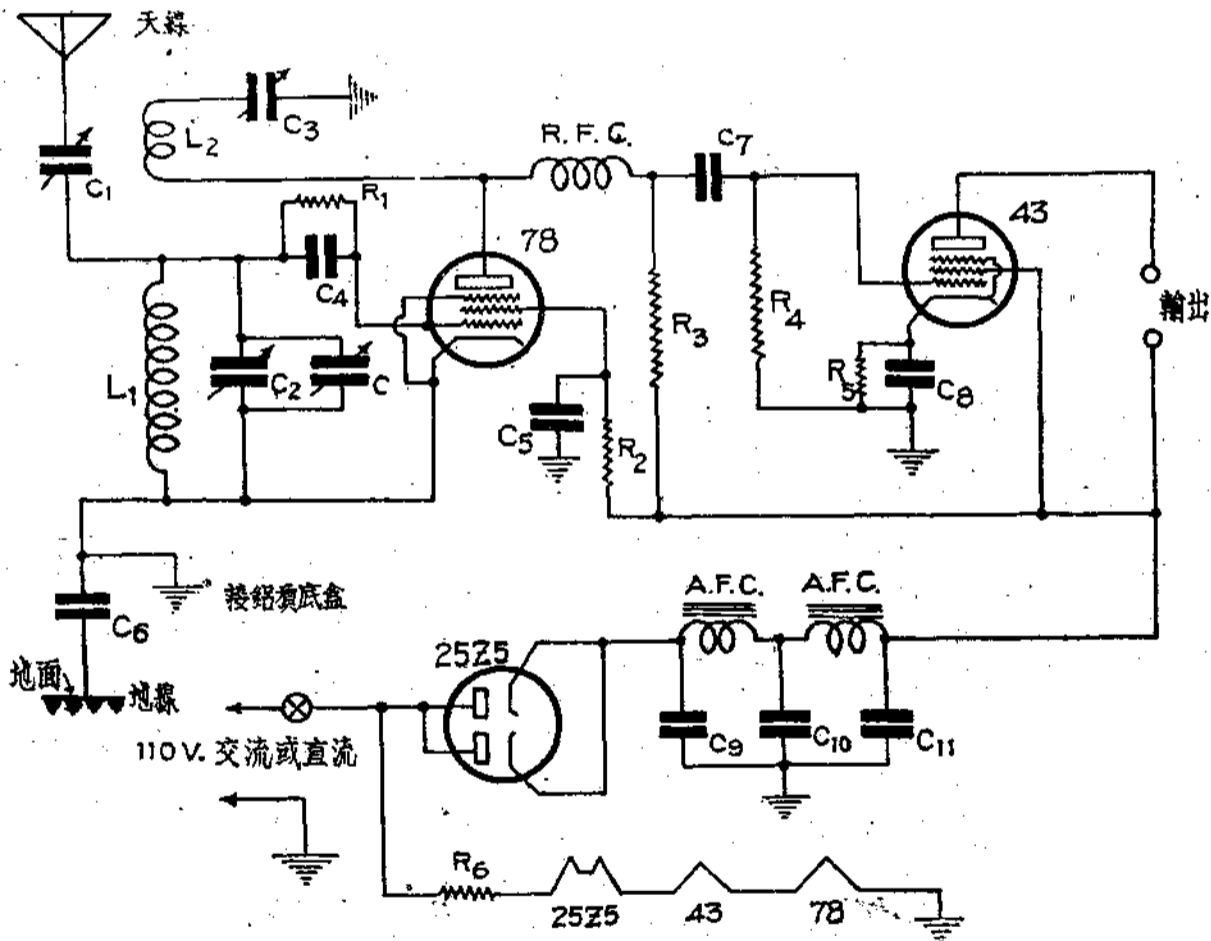 天綫
C3
L2
R. F. C.
C7
C1
R1
43
78
C4
輸出
R3
R4
L1
C2
C
R5
C8
C5
R2
A.F.C.
A.F.C.
接鋁質底盒
C6
25Z5
地面
地線
C9
C10
C11
110V. 交流或直流
R6
25Z5
43
78